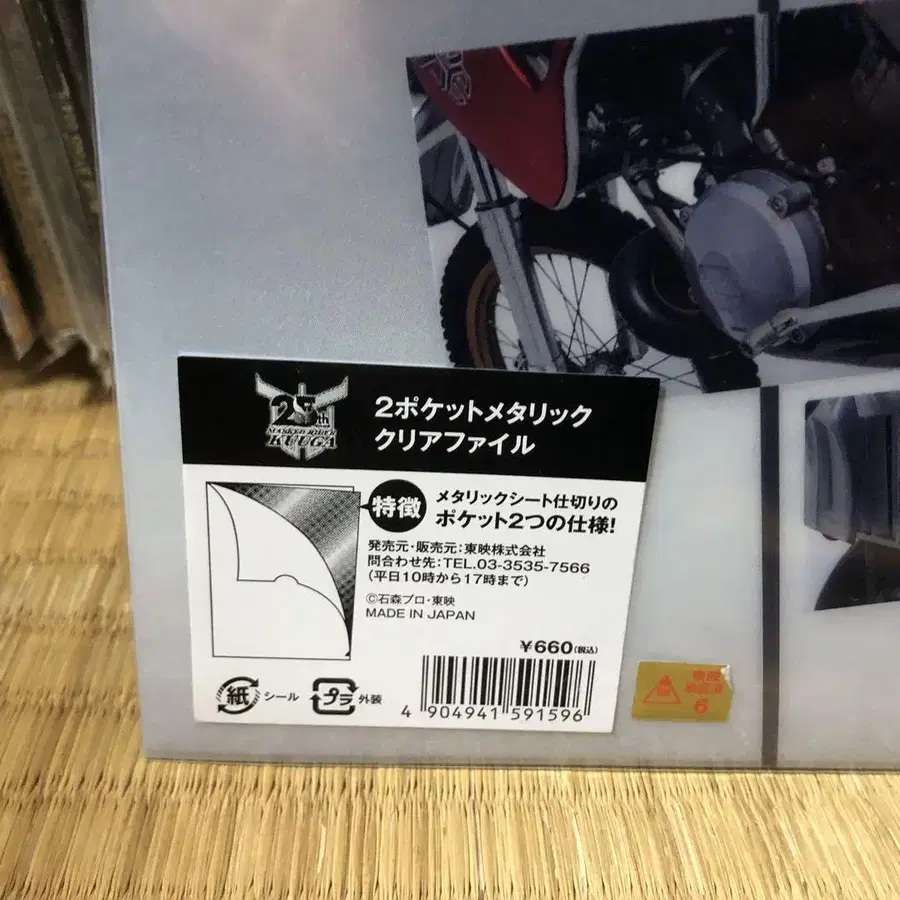 25th
MASKED RIDER
KUUGA
2ポケットメタリック
クリアファイル
特徴
メタリックシート仕切りの
ポケット2つの仕様!
発売元・販売元:東映株式会社
問合わせ先:TEL.03-3535-7566
(平日10時から17時まで)
©石森プロ・東映
MADE IN JAPAN
¥660(税込)
紙 シール
プラ 外装
4 904941 591596